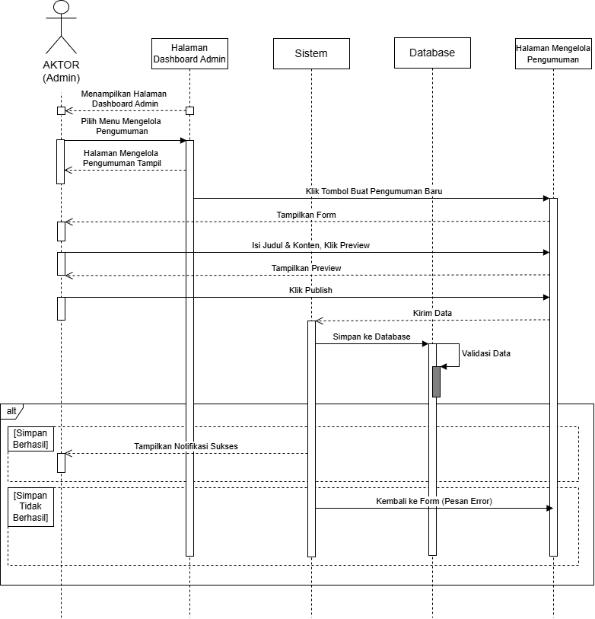 Halaman
Dashboard Admin
Sistem
Database
Halaman Mengelola
Pengumuman
AKTOR
(Admin)
Menampilkan Halaman
Dashboard Admin
Pilih Menu Mengelola
Pengumuman
Halaman Mengelola
Pengumuman Tampil
Klik Tombol Buat Pengumuman Baru
Tampilkan Form
Isi Judul & Konten, Klik Preview
Tampilkan Preview
Klik Publish
Kirim Data
Simpan ke Database
Validasi Data
alt
[Simpan
Berhasil]
Tampilkan Notifikasi Sukses
[Simpan
Tidak
Berhasil]
Kembali ke Form (Pesan Error)